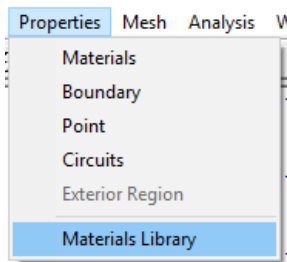 Properties Mesh Analysis
Materials
Boundary
Point
Circuits
Exterior Region
Materials Library